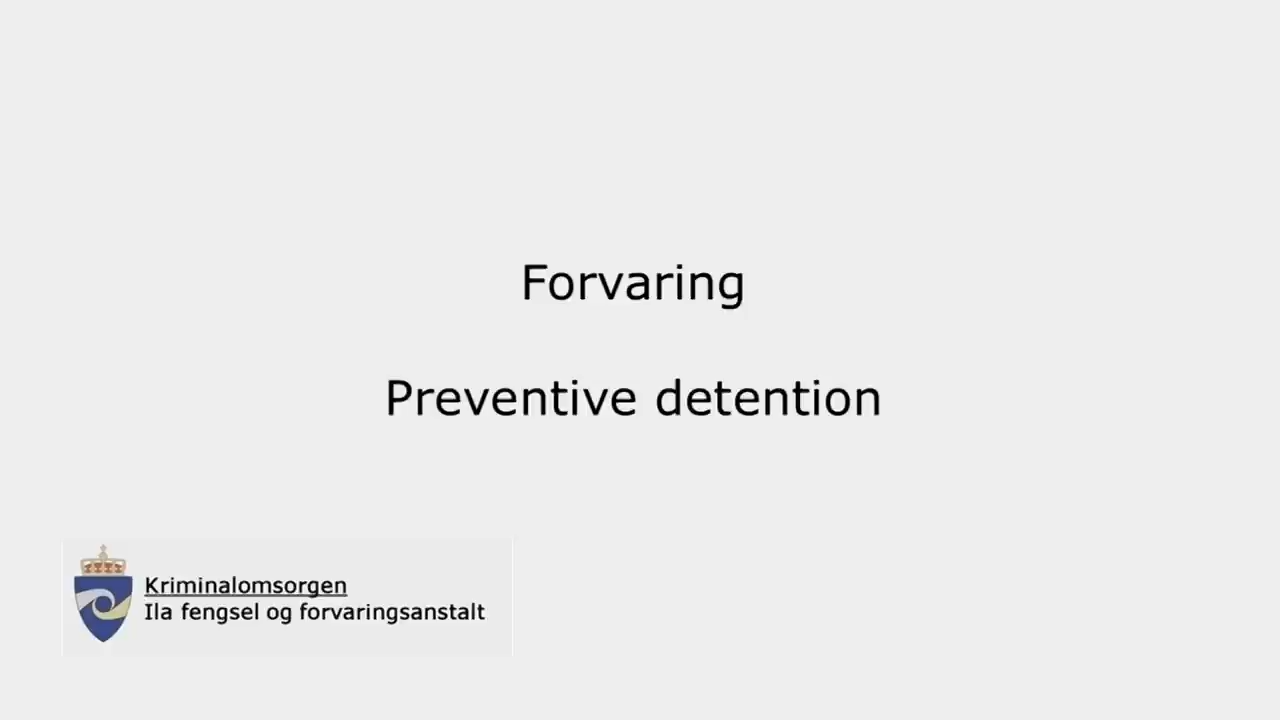 Forvaring
Preventive detention
Kriminalomsorgen
Ila fengsel og forvaringsanstalt